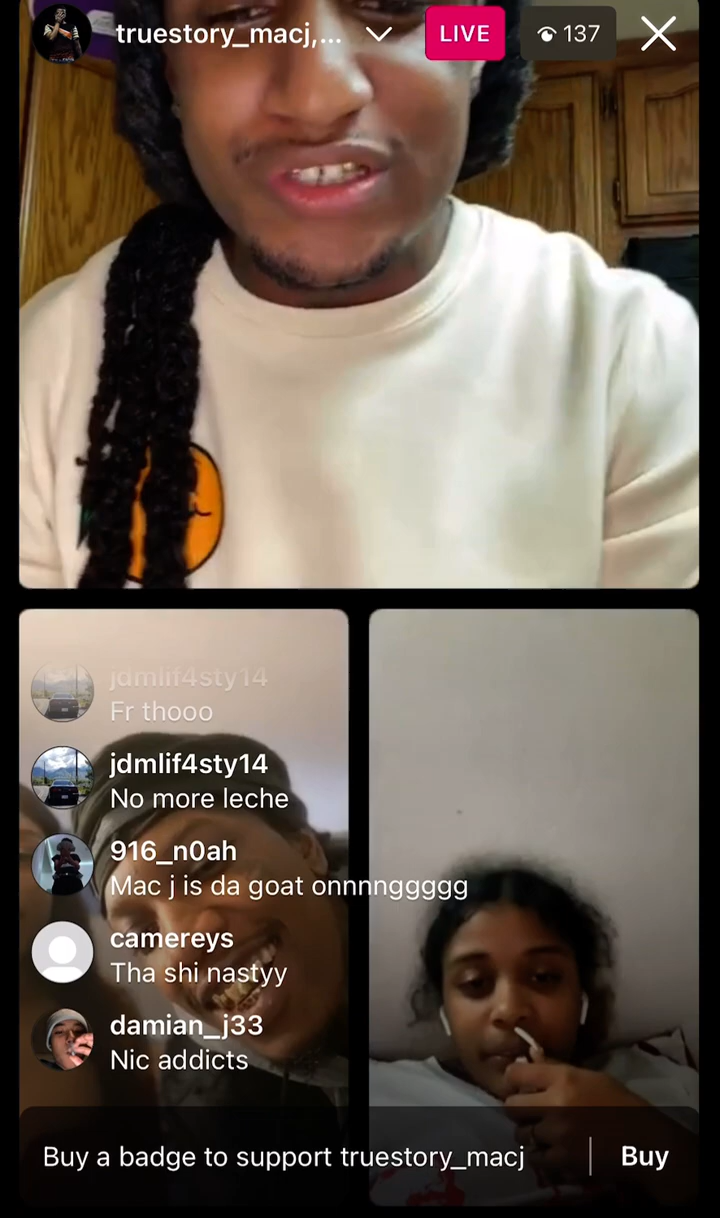 truestory_macj,...
LIVE
137
jdmlif4sty14
Fr thooo
jdmlif4sty14
No more leche
916_n0ah
Mac j is da goat onnnnggggg
camereys
Tha shi nastyy
damian_j33
Nic addicts
Buy a badge to support truestory_macj
Buy